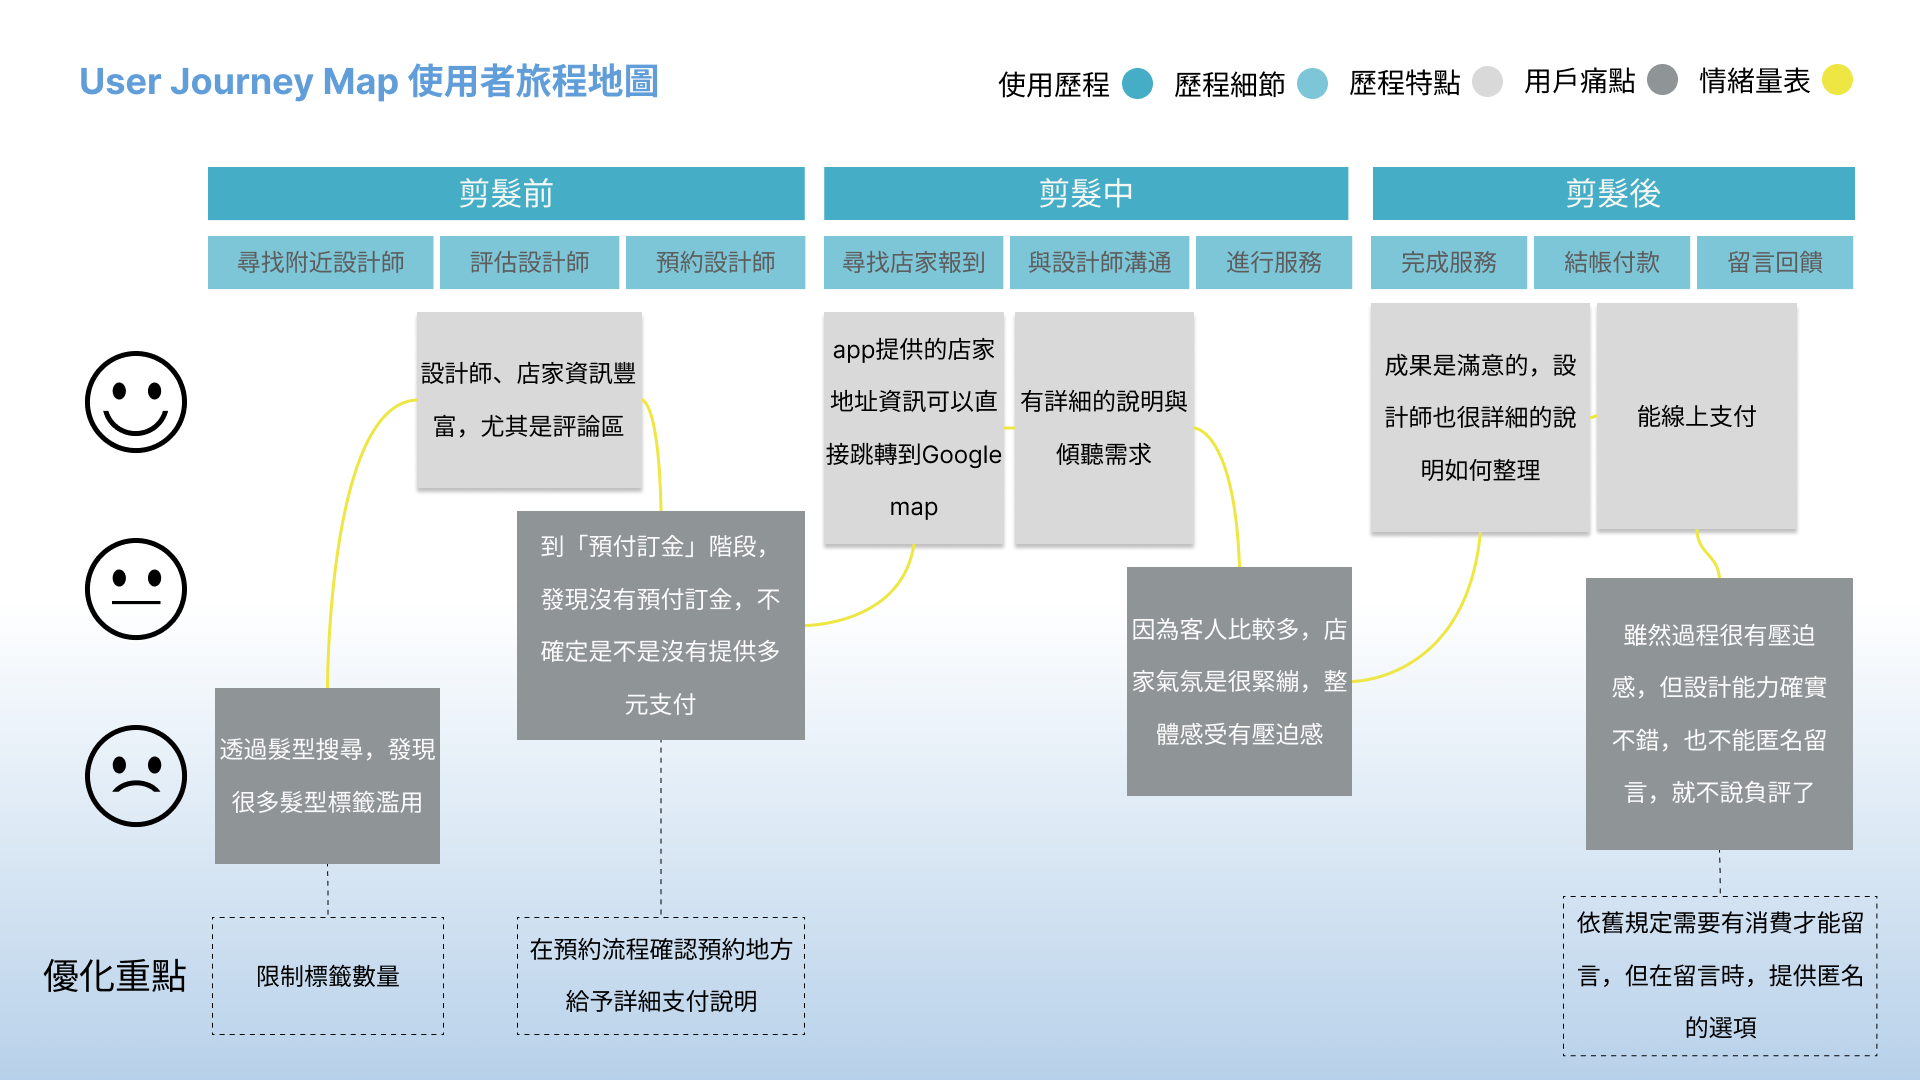 User Journey Map 使用者旅程地圖
使用歷程
歷程細節
歷程特點
用戶痛點
情緒量表
剪髮前
剪髮中
剪髮後
尋找附近設計師
評估設計師
預約設計師
尋找店家報到
與設計師溝通
進行服務
完成服務
結帳付款
留言回饋
設計師、店家資訊豐
富，尤其是評論區
app提供的店家
地址資訊可以直
接跳轉到Google
map
有詳細的說明與
傾聽需求
成果是滿意的，設
計師也很詳細的說
明如何整理
能線上支付
到「預付訂金」階段，
發現沒有預付訂金，不
確定是不是沒有提供多
元支付
因為客人比較多，店
家氣氛是很緊繃，整
體感受有壓迫感
雖然過程很有壓迫
感，但設計能力確實
不錯，也不能匿名留
言，就不說負評了
透過髮型搜尋，發現
很多髮型標籤濫用
優化重點
限制標籤數量
在預約流程確認預約地方
給予詳細支付說明
依舊規定需要有消費才能留
言，但在留言時，提供匿名
的選項